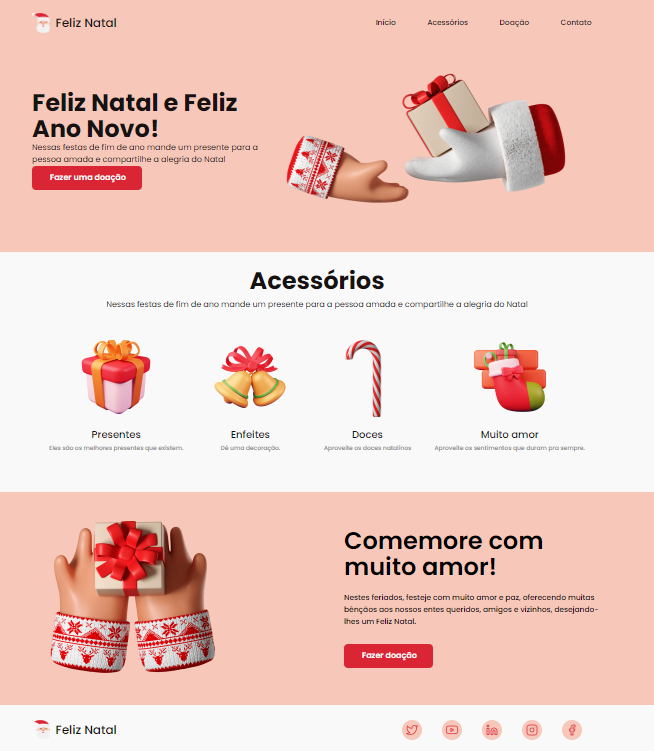 Feliz Natal
Início Acessórios Doação Contato
Feliz Natal e Feliz
Ano Novo!
Nessas festas de fim de ano mande um presente para a
pessoa amada e compartilhe a alegria do Natal
Fazer uma doação
Acessórios
Nessas festas de fim de ano mande um presente para a pessoa amada e compartilhe a alegria do Natal
Presentes
Eles são os melhores presentes que existem.
Enfeites
Dê uma decoração.
Doces
Aproveite os doces natalinos
Muito amor
Aproveite os sentimentos que duram pra sempre.
Comemore com
muito amor!
Nestes feriados, festeje com muito amor e paz, oferecendo muitas
bênçãos aos nossos entes queridos, amigos e vizinhos, desejando-
lhes um Feliz Natal.
Fazer doação
Feliz Natal